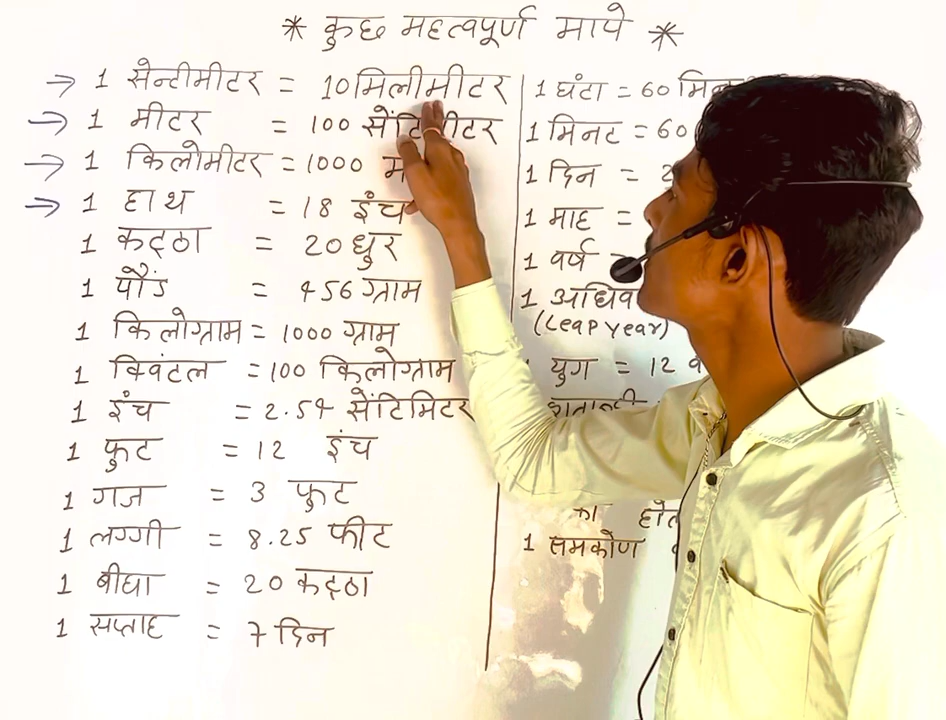 * कुछ महत्वपूर्ण मापे *
→ 1 सेन्टीमीटर = 10 मिलीमीटर
→ 1 मीटर = 100 सेंटिमीटर
→ 1 किलोमीटर = 1000
→ 1 हाथ = 18 इंच
1 कट्ठा = 20 धुर
1 पौंड = 456 ग्राम
1 किलोग्राम = 1000 ग्राम
1 क्विंटल = 100 किलोग्राम
1 इंच = 2.54 सेंटिमिटर
1 फुट = 12 इंच
1 गज = 3 फुट
1 लग्गी = 8.25 फीट
1 बीघा = 20 कट्ठा
1 सप्ताह = 7 दिन
1 घंटा = 60
1 मिनट = 60
1 दिन =
1 माह =
1 वर्ष
1
(Leap year)
युग = 12
शताब्दी
का
1 समकोण